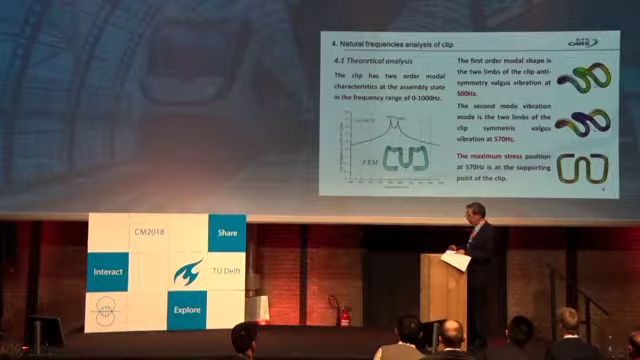 4. Natural frequencies analysis of clip
CARS
4.1 Theoretical analysis
The clip has two order modal
characteristics at the assembly state
in the frequency range of 0-1000Hz.
FEM
The first order modal shape is
the two limbs of the clip anti-
symmetry valgus vibration at
500Hz.
The second mode vibration
mode is the two limbs of the
clip symmetric valgus
vibration at 570Hz.
The maximum stress position
at 570Hz is at the supporting
point of the clip.
CM2018
Share
Interact
TU Delft
Explore